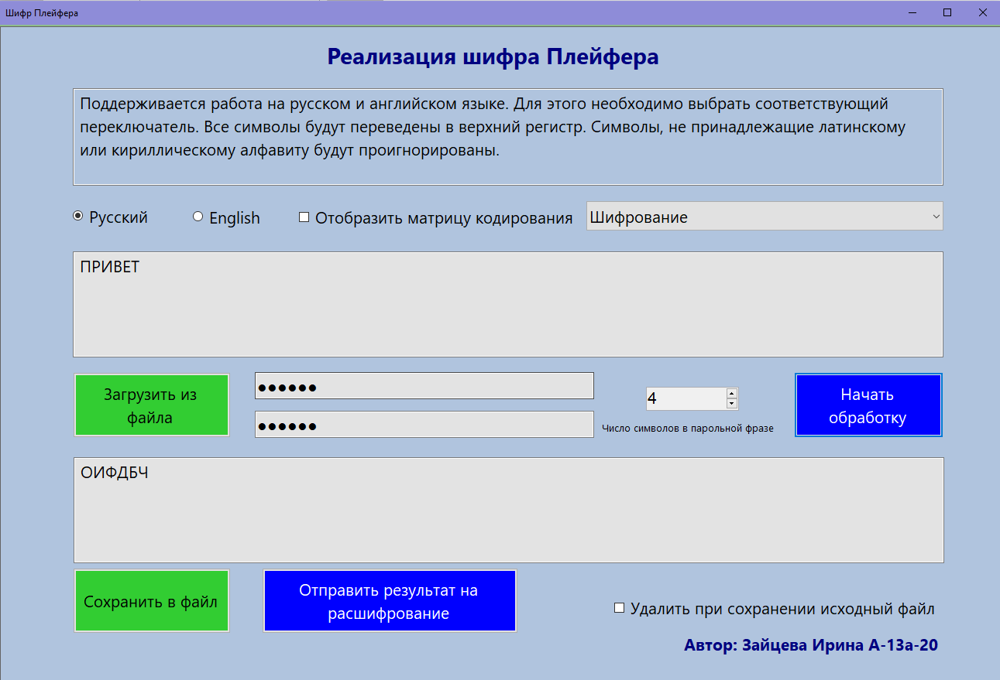 Шифр Плейфера
Реализация шифра Плейфера
Поддерживается работа на русском и английском языке. Для этого необходимо выбрать соответствующий
переключатель. Все символы будут переведены в верхний регистр. Символы, не принадлежащие латинскому
или кириллическому алфавиту будут проигнорированы.
Русский
English
Отобразить матрицу кодирования
Шифрование
ПРИВЕТ
Загрузить из
файла
●●●●●●
●●●●●●
4
Число символов в парольной фразе
Начать
обработку
ОИФДБЧ
Сохранить в файл
Отправить результат на
расшифрование
Удалить при сохранении исходный файл
Автор: Зайцева Ирина А-13а-20